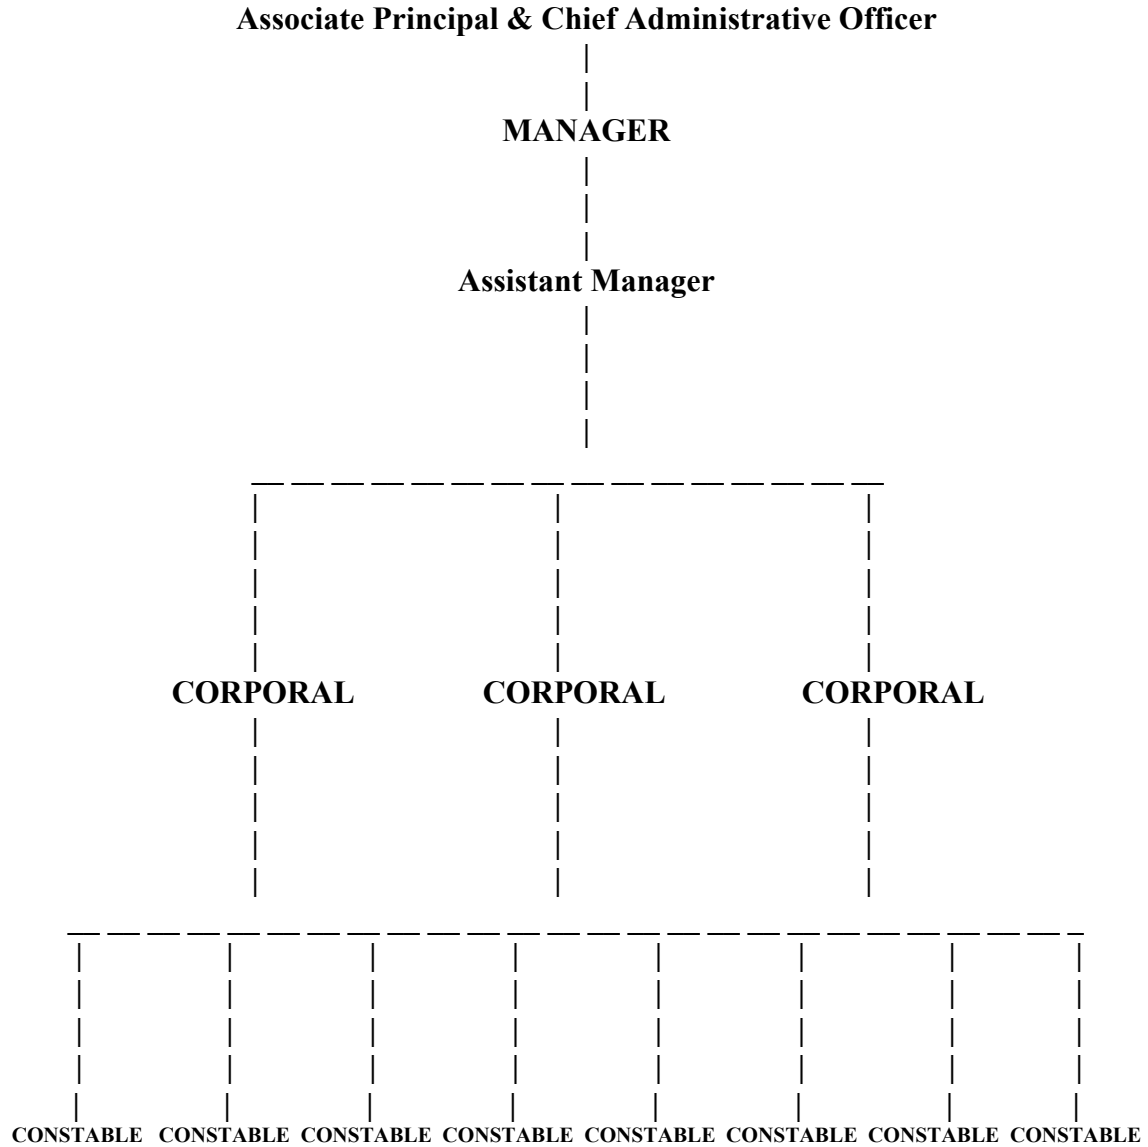 Associate Principal & Chief Administrative Officer
MANAGER
Assistant Manager
CORPORAL CORPORAL CORPORAL
CONSTABLE CONSTABLE CONSTABLE CONSTABLE CONSTABLE CONSTABLE CONSTABLE CONSTABLE